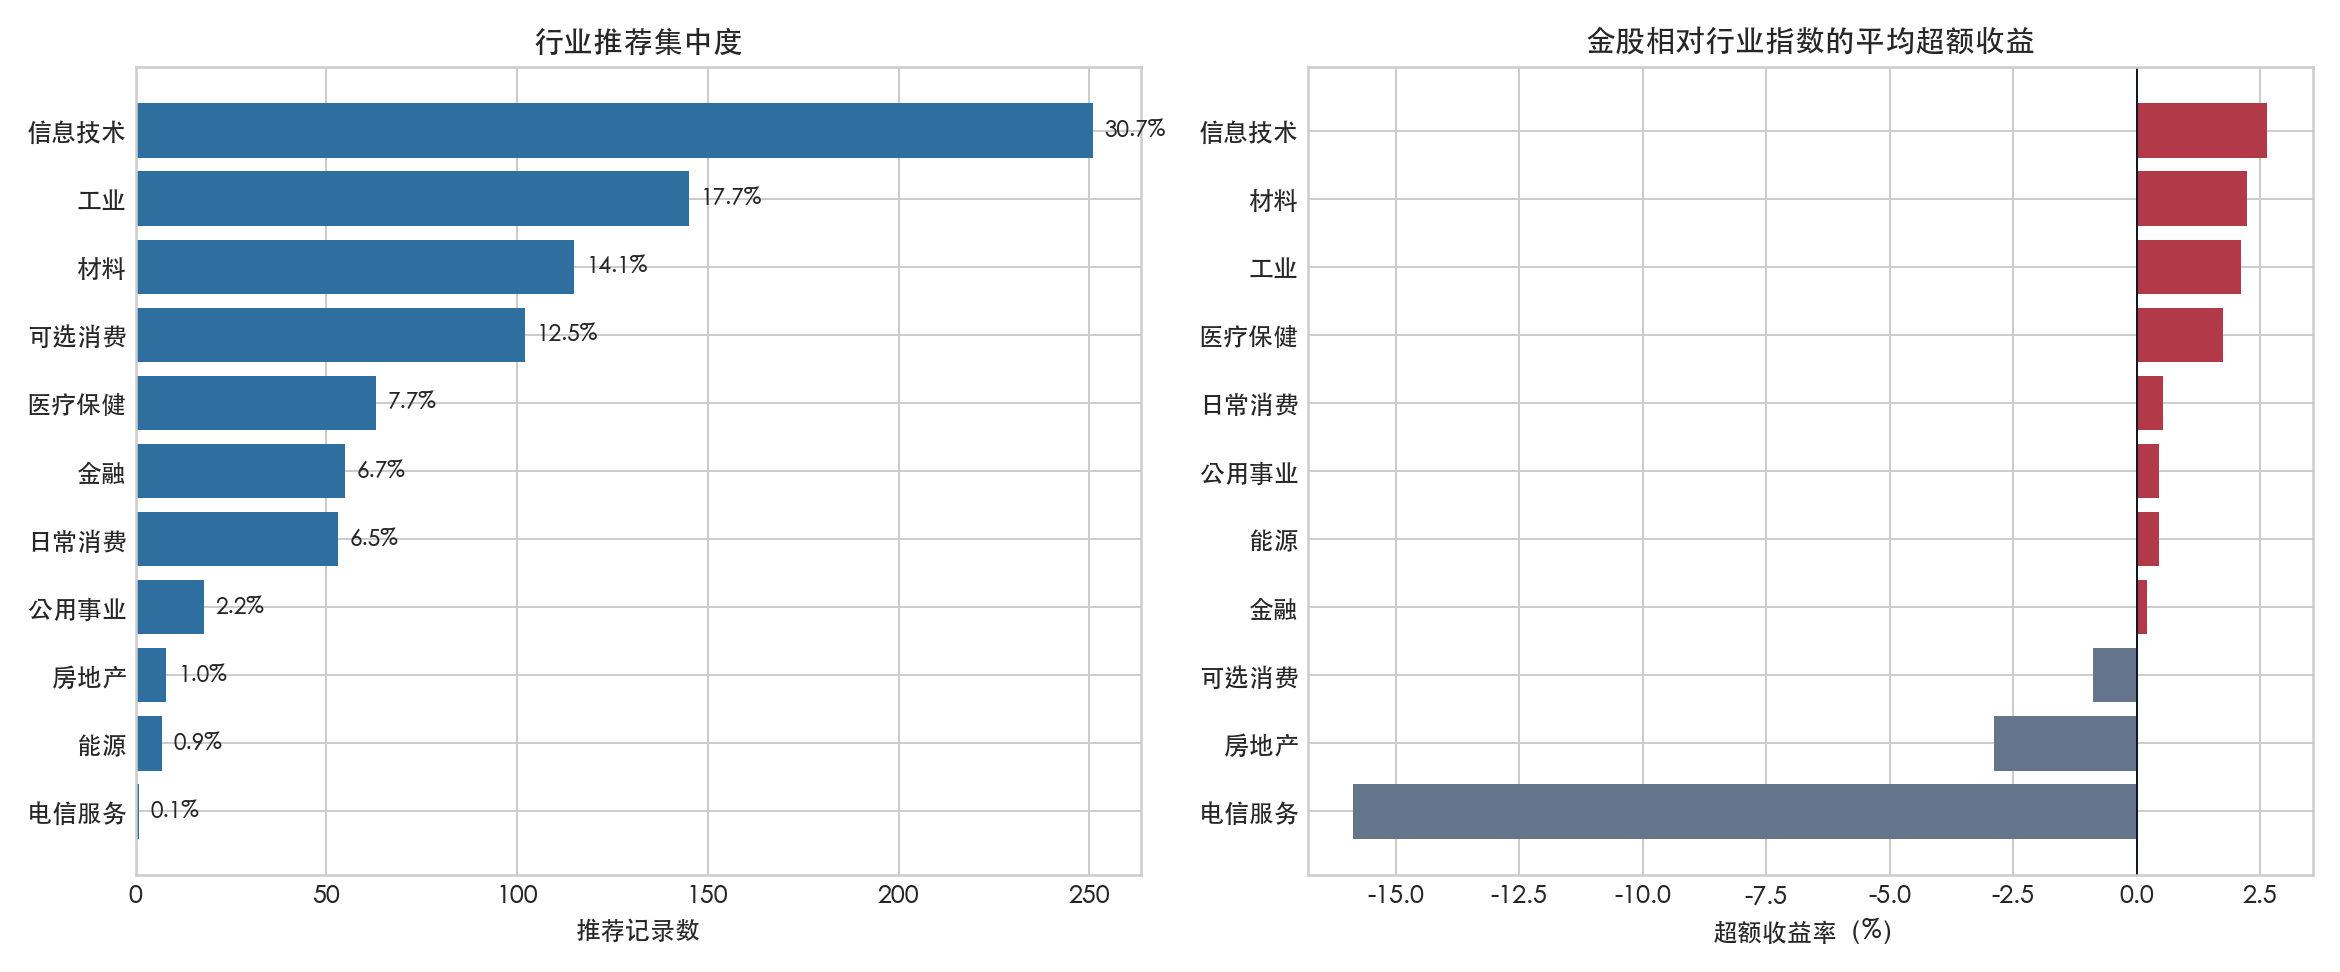 行业推荐集中度
信息技术 30.7%
工业 17.7%
材料 14.1%
可选消费 12.5%
医疗保健 7.7%
金融 6.7%
日常消费 6.5%
公用事业 2.2%
房地产 1.0%
能源 0.9%
电信服务 0.1%
0 50 100 150 200 250
推荐记录数
金股相对行业指数的平均超额收益
信息技术
材料
工业
医疗保健
日常消费
公用事业
能源
金融
可选消费
房地产
电信服务
-15.0 -12.5 -10.0 -7.5 -5.0 -2.5 0.0 2.5
超额收益率（%）